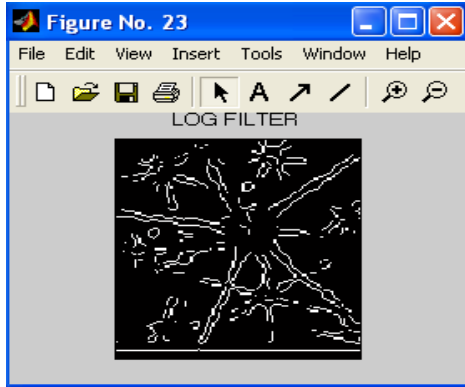 Figure No. 23
File Edit View Insert Tools Window Help
A
LOG FILTER